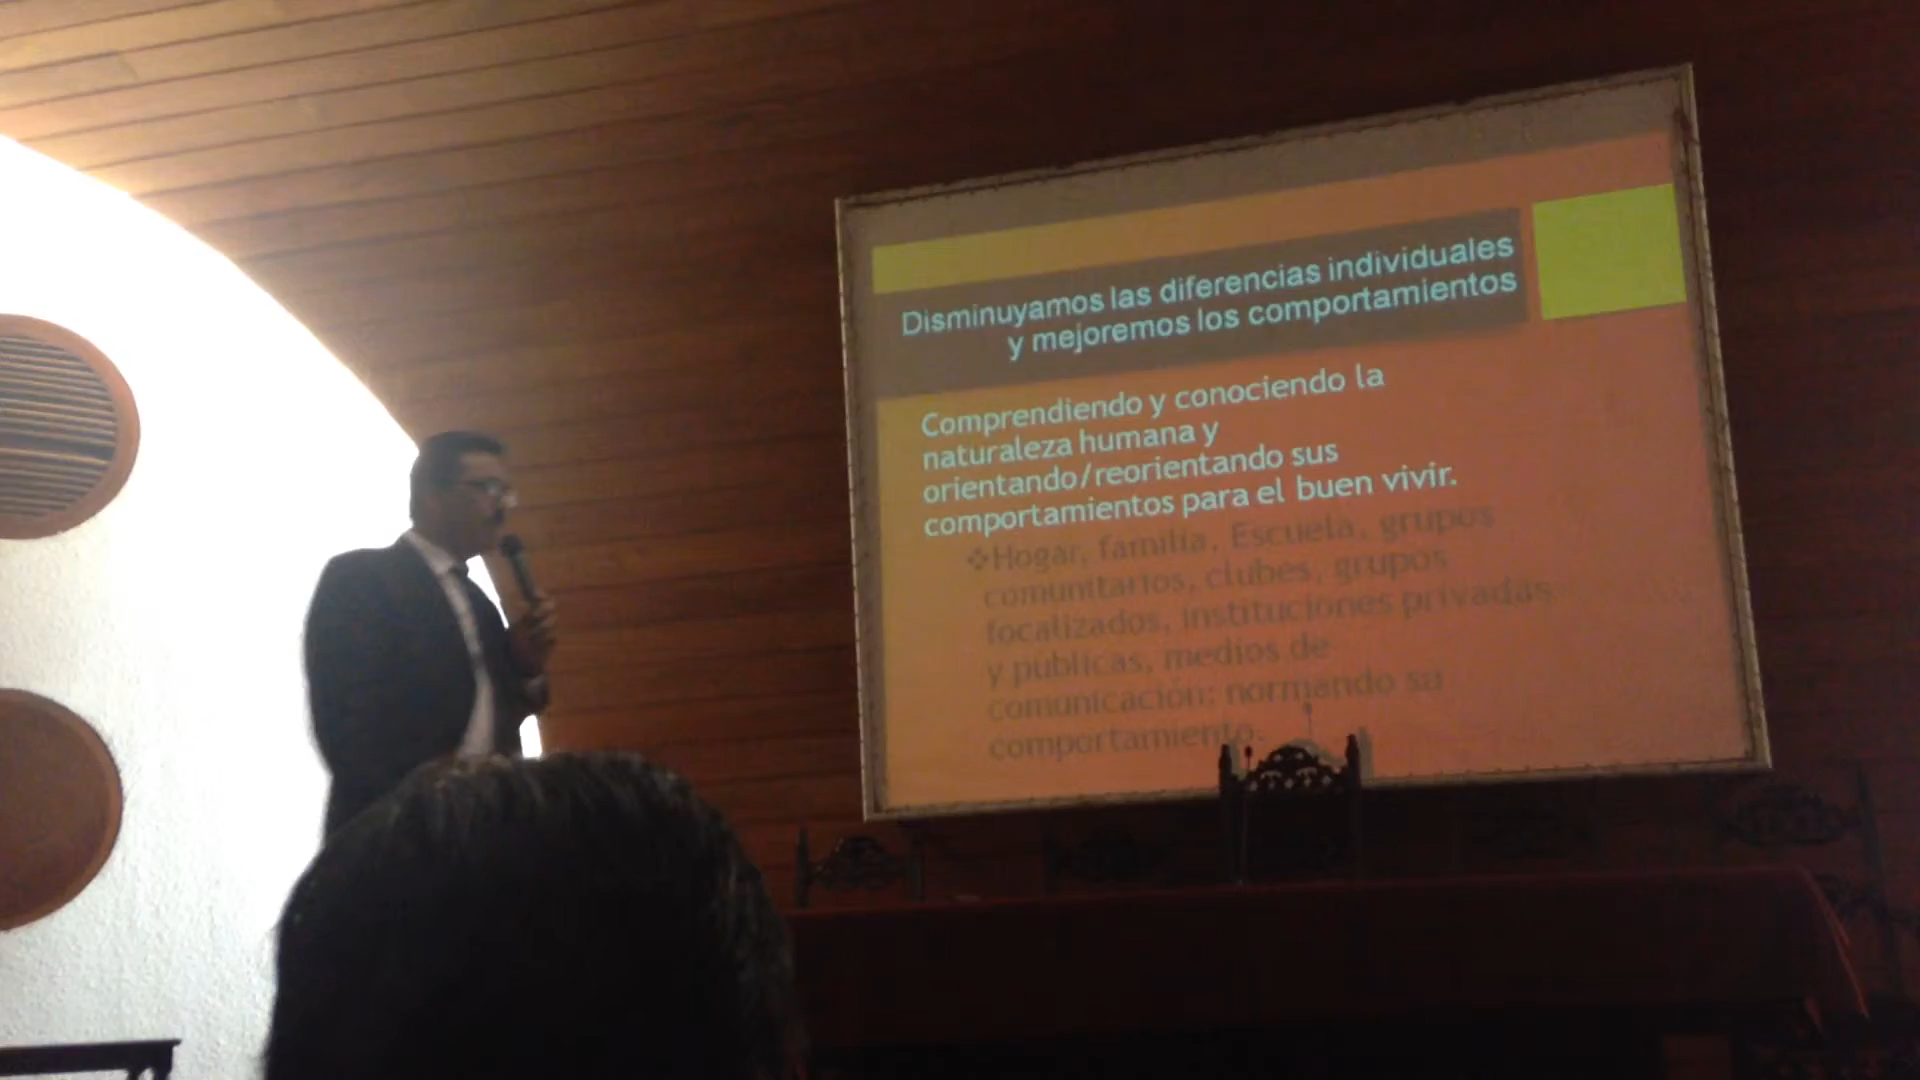 Disminuyamos las diferencias individuales
y mejoremos los comportamientos
Comprendiendo y conociendo la
naturaleza humana y
orientando/reorientando sus
comportamientos para el buen vivir.
❖Hogar, familia, Escuela, grupos
comunitarios, clubes, grupos
focalizados, instituciones privadas
y públicas, medios de
comunicación; normando su
comportamiento.